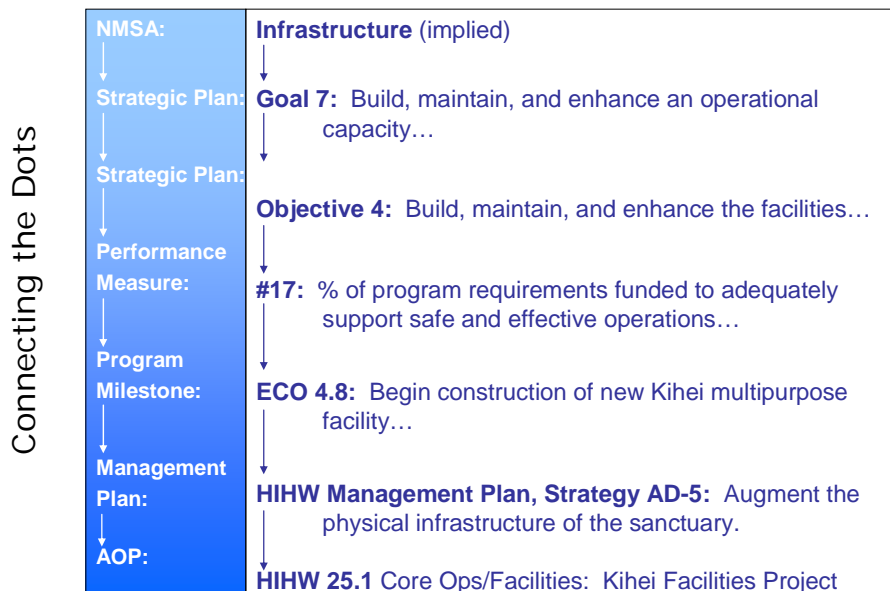 Connecting the Dots
NMSA:
Infrastructure (implied)
Strategic Plan:
Goal 7: Build, maintain, and enhance an operational
capacity…
Strategic Plan:
Objective 4: Build, maintain, and enhance the facilities…
Performance
Measure:
#17: % of program requirements funded to adequately
support safe and effective operations…
Program
Milestone:
ECO 4.8: Begin construction of new Kihei multipurpose
facility…
Management
Plan:
HIHW Management Plan, Strategy AD-5: Augment the
physical infrastructure of the sanctuary.
AOP:
HIHW 25.1 Core Ops/Facilities: Kihei Facilities Project